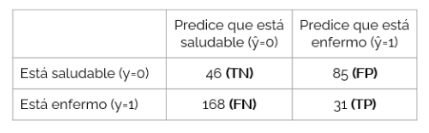 Predice que está
saludable (ŷ=0)
Predice que está
enfermo (ŷ=1)
Está saludable (y=0)
46 (TN)
85 (FP)
Está enfermo (y=1)
168 (FN)
31 (TP)